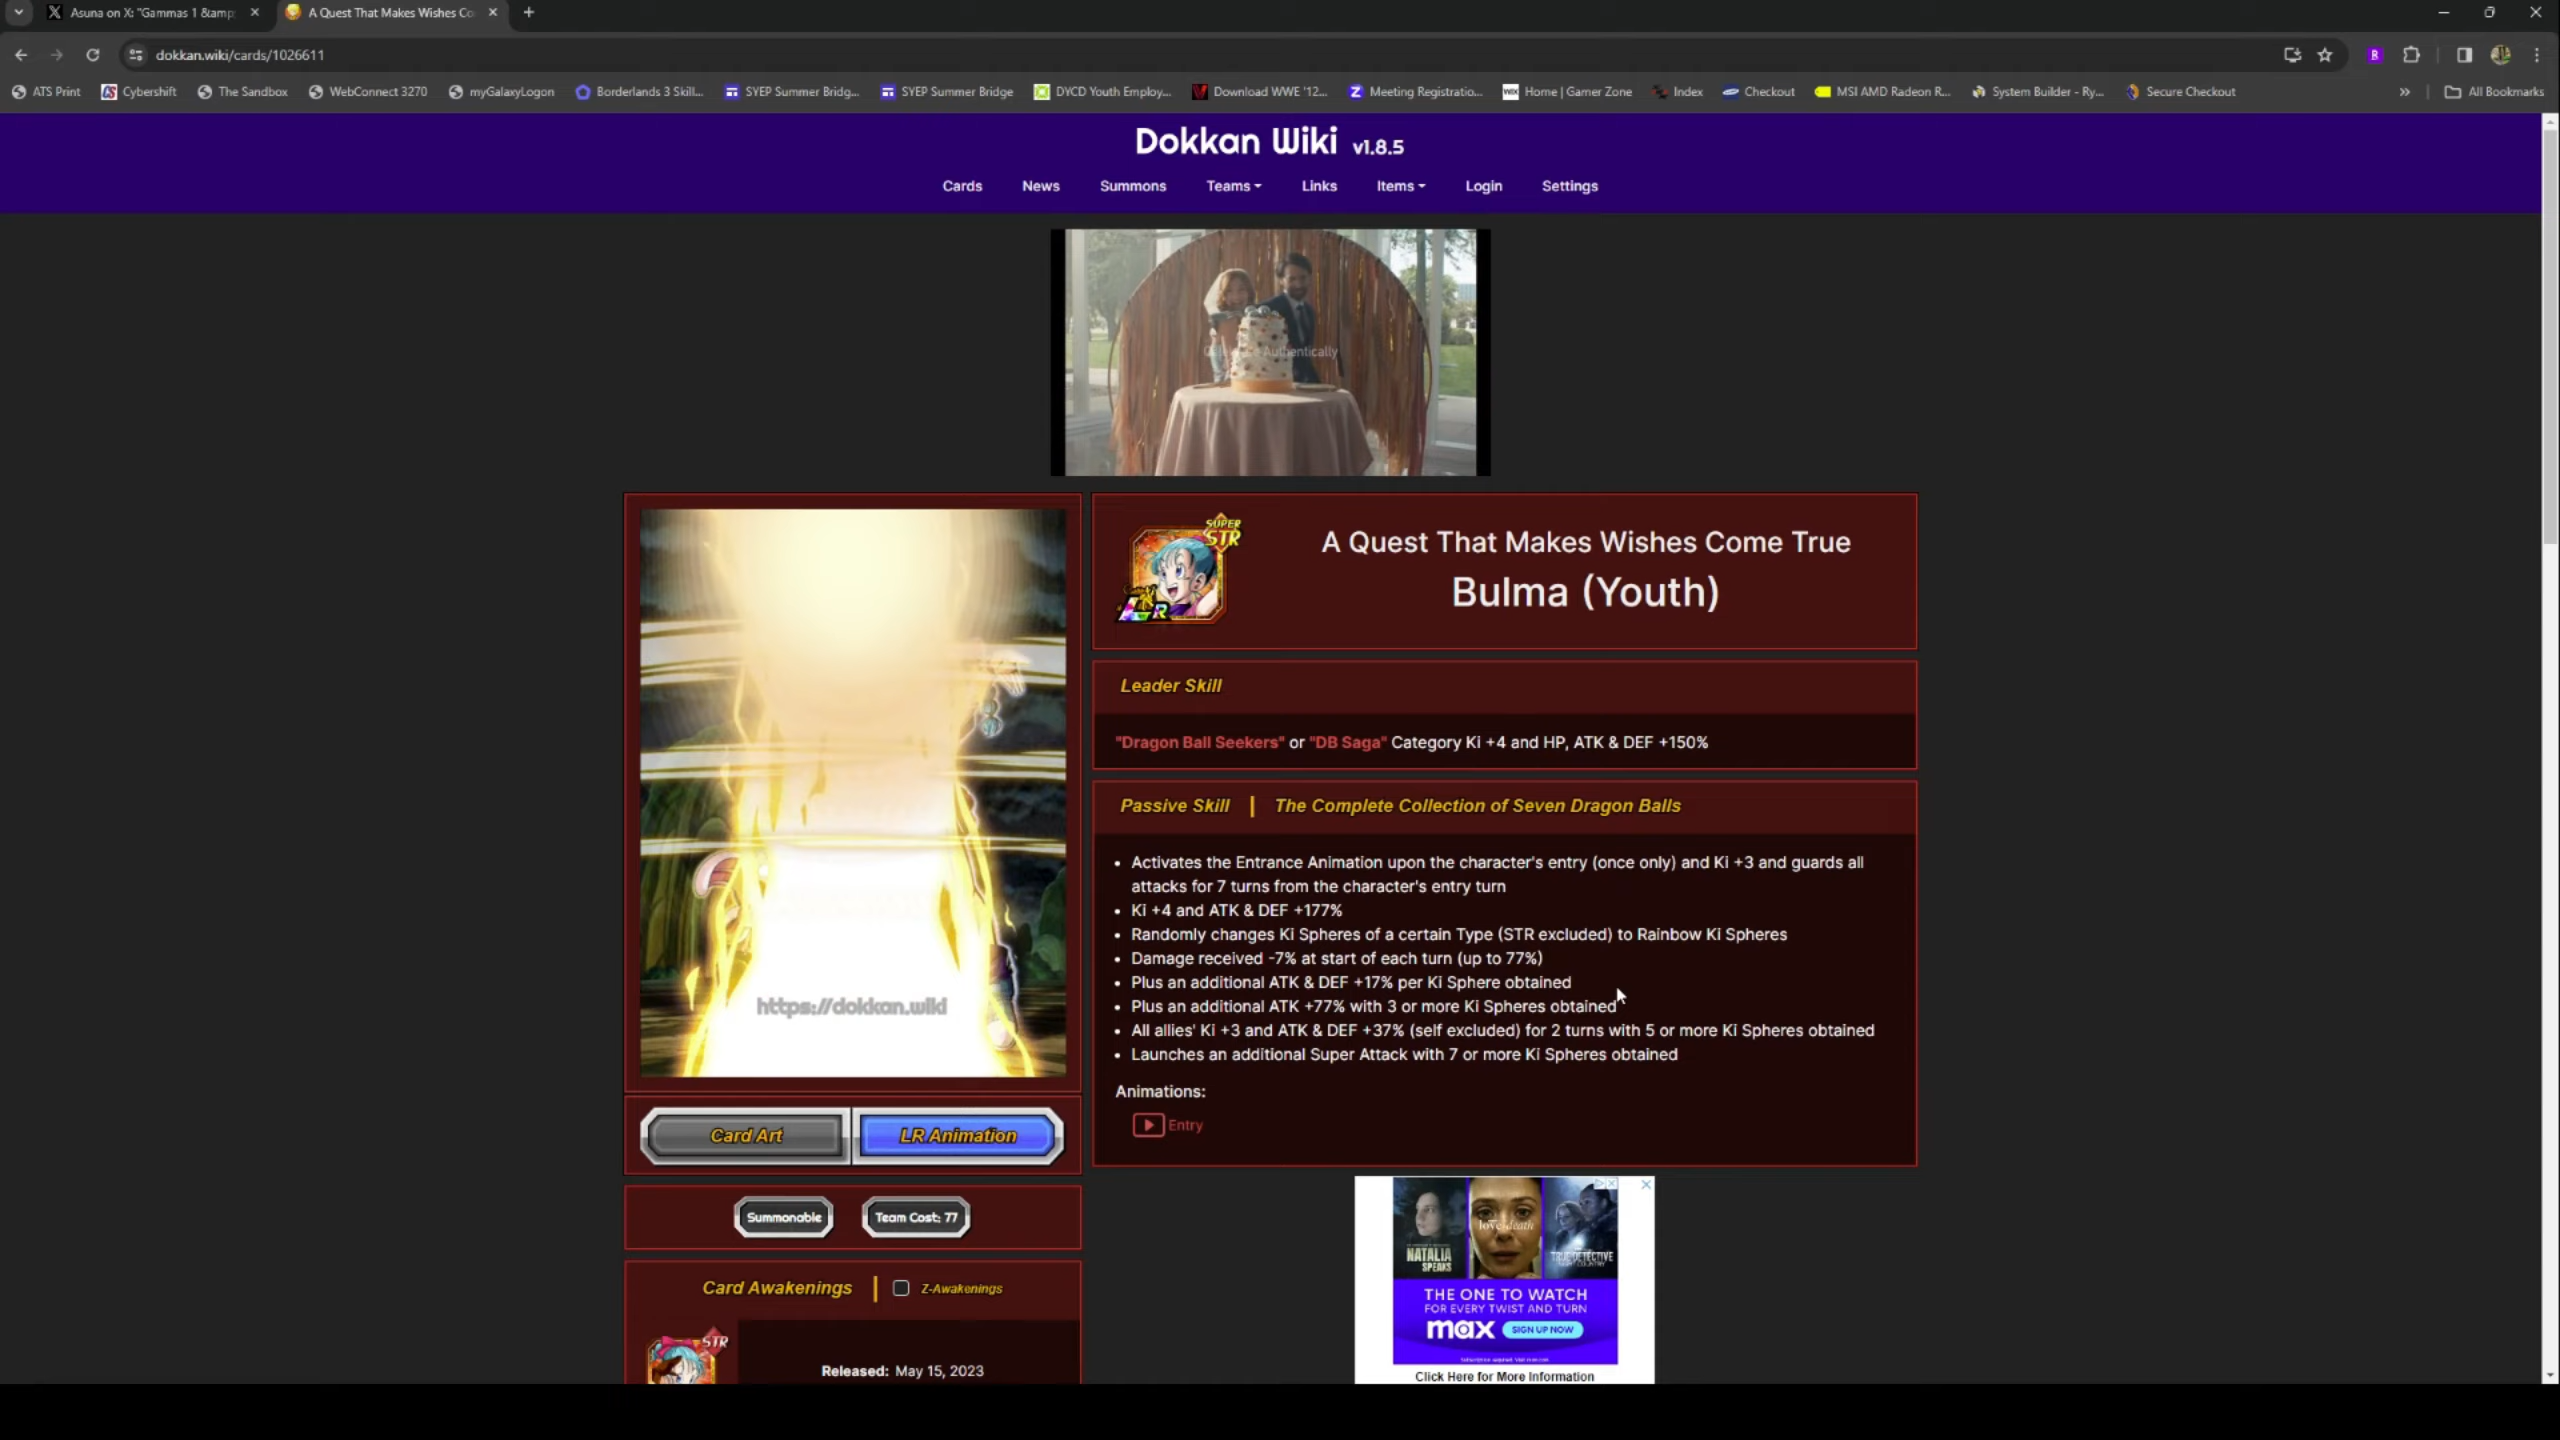 Asuna on X: "Gammas 1 &amp
A Quest That Makes Wishes Co
dokkan.wiki/cards/1026611
ATS Print
Cybershift
The Sandbox
WebConnect 3270
myGalaxyLogon
Borderlands 3 Skill...
SYEP Summer Bridg...
SYEP Summer Bridge
DYCD Youth Employ...
Download WWE '12...
Meeting Registratio...
Home | Gamer Zone
Index
Checkout
MSI AMD Radeon R...
System Builder - Ry...
Secure Checkout
»
All Bookmarks
Dokkan Wiki v1.8.5
Cards
News
Summons
Teams
Links
Items
Login
Settings
Authentically
SUPER STR
LR
A Quest That Makes Wishes Come True
Bulma (Youth)
Leader Skill
"Dragon Ball Seekers" or "DB Saga" Category Ki +4 and HP, ATK & DEF +150%
Passive Skill | The Complete Collection of Seven Dragon Balls
• Activates the Entrance Animation upon the character's entry (once only) and Ki +3 and guards all
attacks for 7 turns from the character's entry turn
• Ki +4 and ATK & DEF +177%
• Randomly changes Ki Spheres of a certain Type (STR excluded) to Rainbow Ki Spheres
• Damage received -7% at start of each turn (up to 77%)
• Plus an additional ATK & DEF +17% per Ki Sphere obtained
• Plus an additional ATK +77% with 3 or more Ki Spheres obtained
• All allies' Ki +3 and ATK & DEF +37% (self excluded) for 2 turns with 5 or more Ki Spheres obtained
• Launches an additional Super Attack with 7 or more Ki Spheres obtained
Animations:
Entry
https://dokkan.wiki
Card Art
LR Animation
Summonable
Team Cost: 77
Card Awakenings | Z-Awakenings
STR
Released: May 15, 2023
NATALIA
SPEAKS
love & death
TRUE DETECTIVE
THE ONE TO WATCH
FOR EVERY TWIST AND TURN
max
SIGN UP NOW
Click Here for More Information